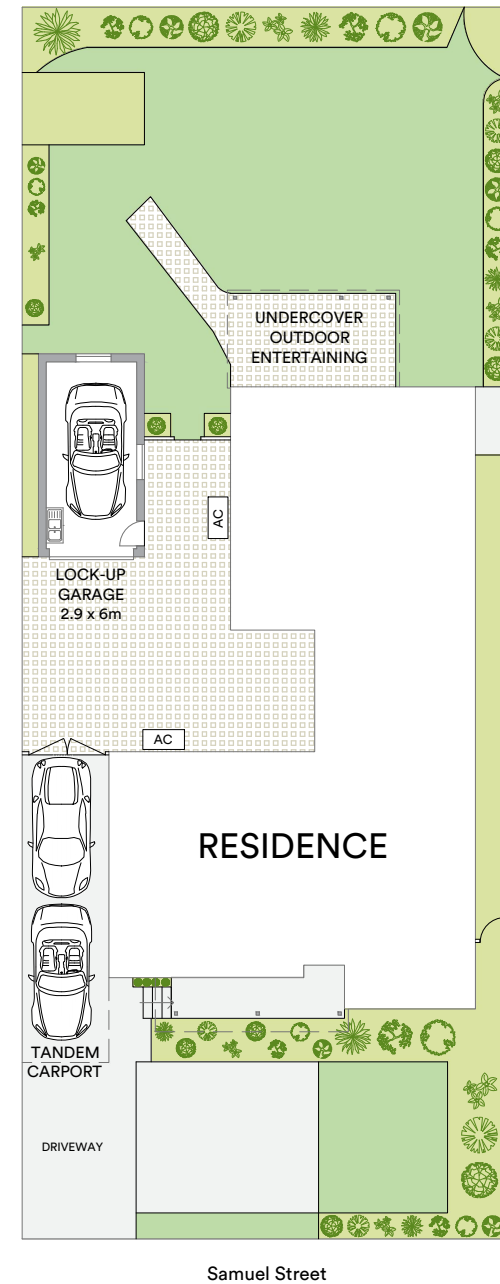 UNDERCOVER
OUTDOOR
ENTERTAINING
AC
LOCK-UP
GARAGE
2.9 x 6m
AC
RESIDENCE
TANDEM
CARPORT
DRIVEWAY
Samuel Street